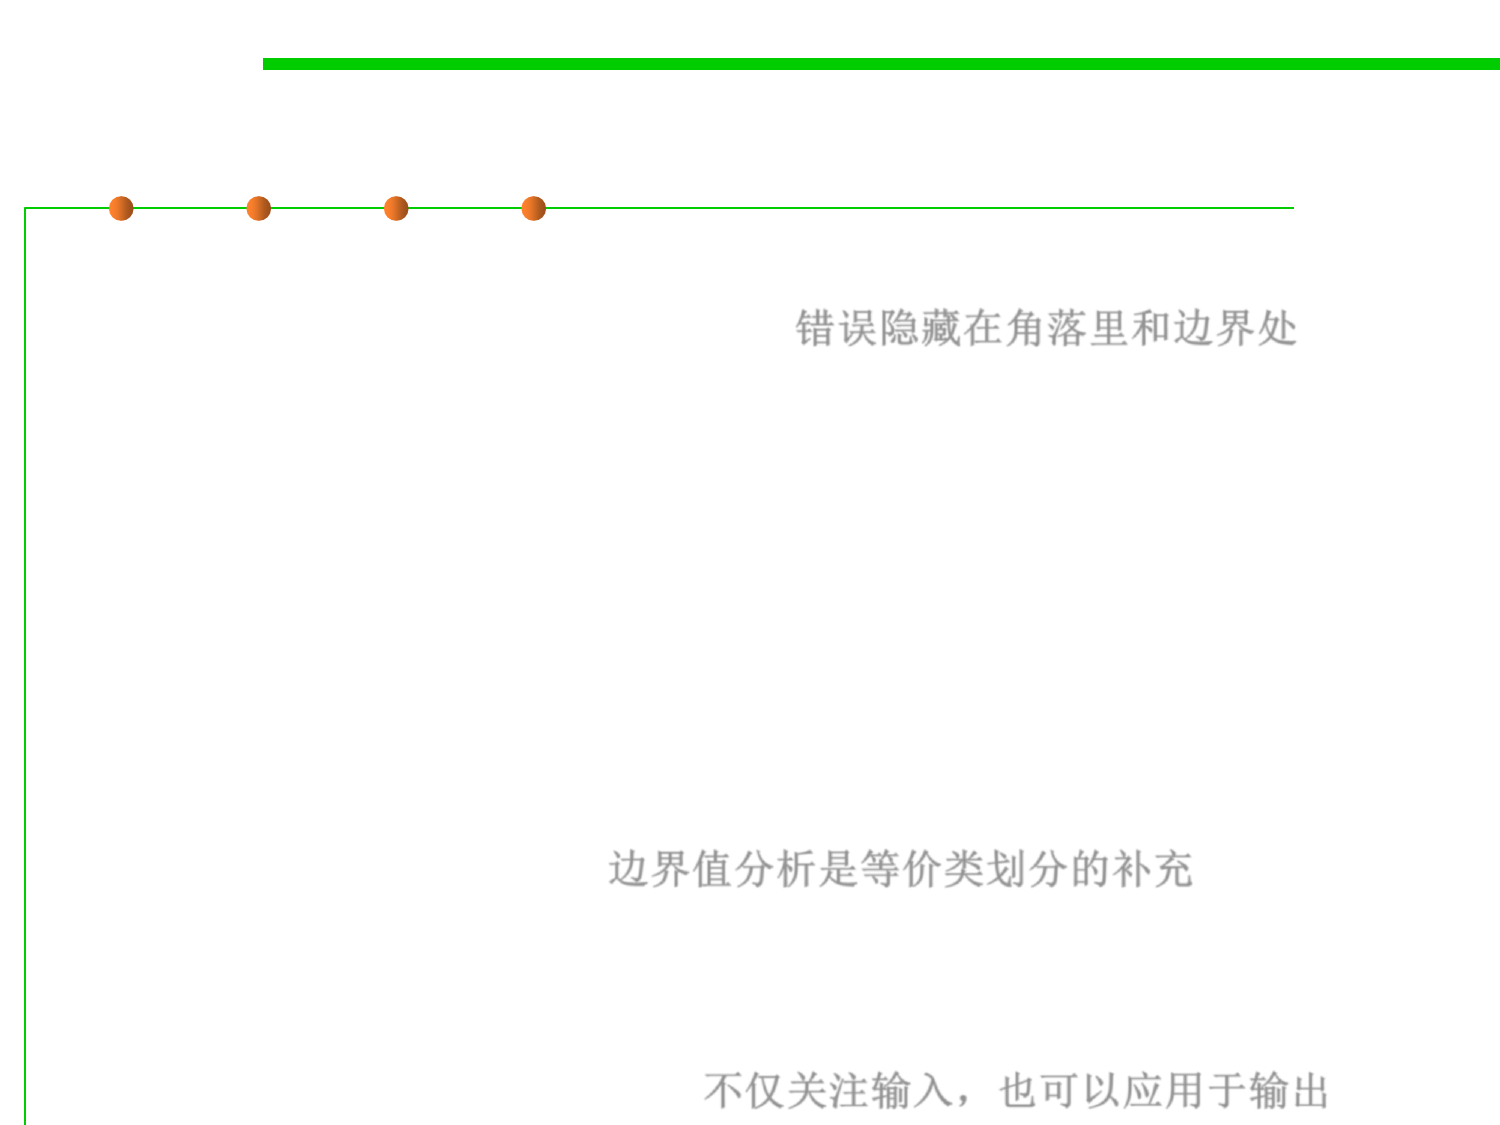 错误隐藏在角落里和边界处
边界值分析是等价类划分的补充
不仅关注输入，也可以应用于输出